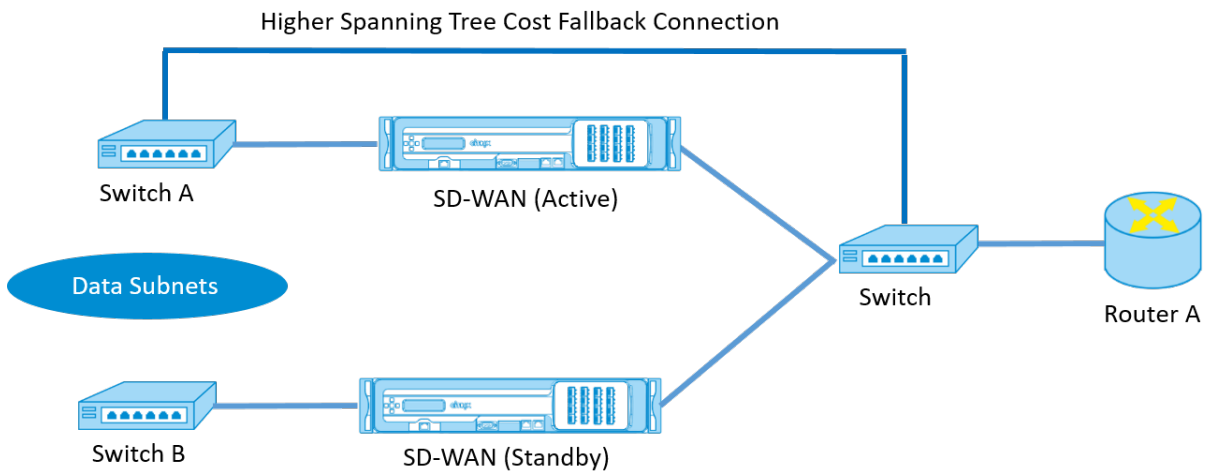 Higher Spanning Tree Cost Fallback Connection
Switch A
SD-WAN (Active)
Data Subnets
Switch
Router A
Switch B
SD-WAN (Standby)